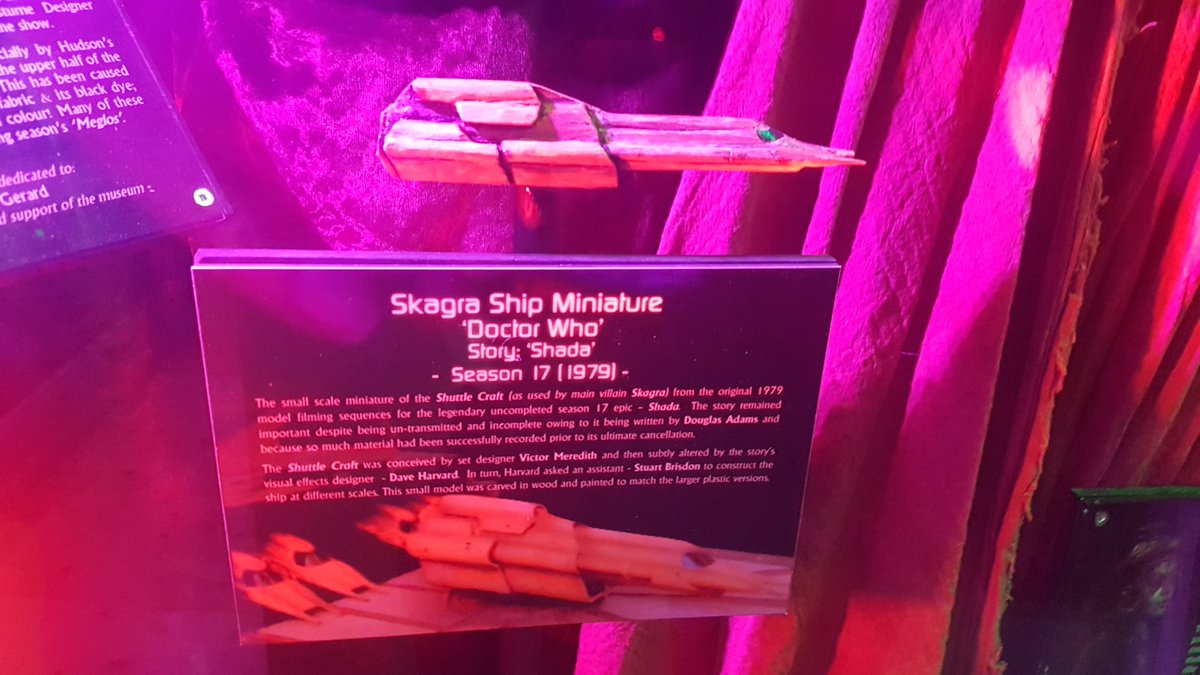 tume Designer
he show.
cially by Hudson's
he upper half of the
This has been caused
fabric & its black dye;
colour! Many of these
ng season's 'Meglos'.
dedicated to:
Gerard
d support of the museum -
Skagra Ship Miniature
'Doctor Who'
Story: 'Shada'
- Season 17 (1979) -
The small scale miniature of the Shuttle Craft (as used by main villain Skagra) from the original 1979
model filming sequences for the legendary uncompleted season 17 epic - Shada. The story remained
important despite being un-transmitted and incomplete owing to it being written by Douglas Adams and
because so much material had been successfully recorded prior to its ultimate cancellation.
The Shuttle Craft was conceived by set designer Victor Meredith and then subtly altered by the story's
visual effects designer - Dave Harvard. In turn, Harvard asked an assistant - Stuart Brisdon to construct the
ship at different scales. This small model was carved in wood and painted to match the larger plastic versions.